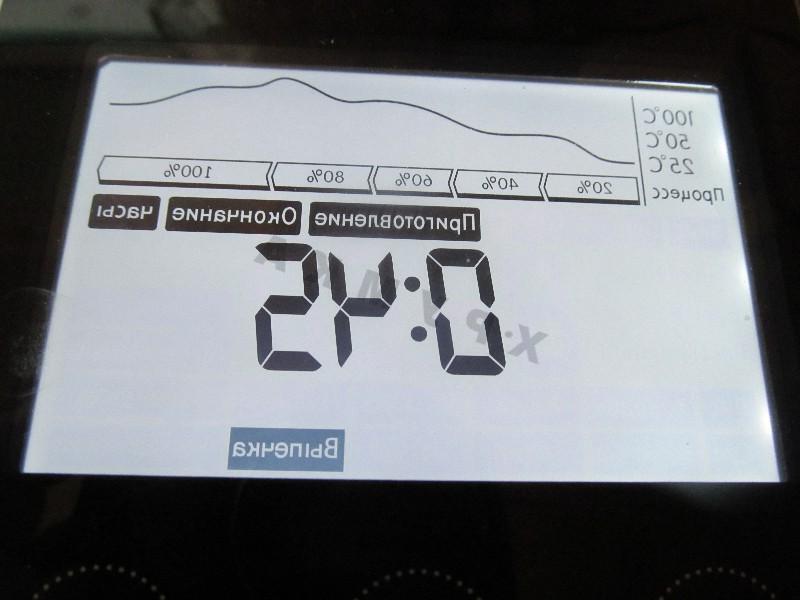 100°C
50°C
25°C
Процесс 20% 40% 60% 80% 100%
Приготовление Окончание Часы
0:45
Выпечка